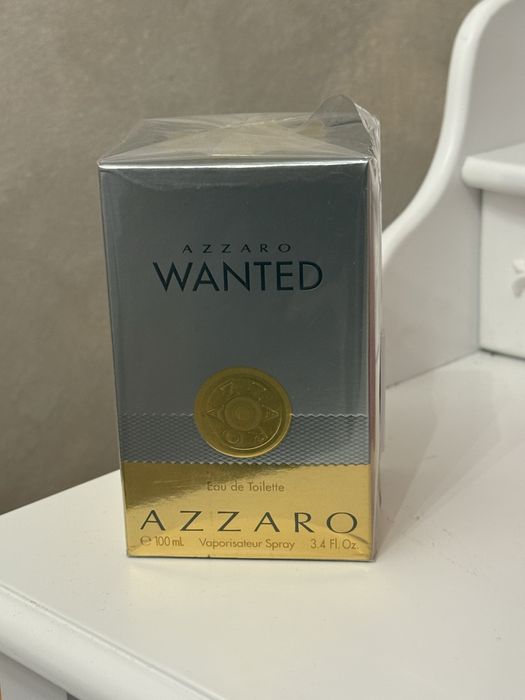 AZZARO
WANTED
Eau de Toilette
AZZARO
℮ 100 mL Vaporisateur Spray 3.4 Fl. Oz.